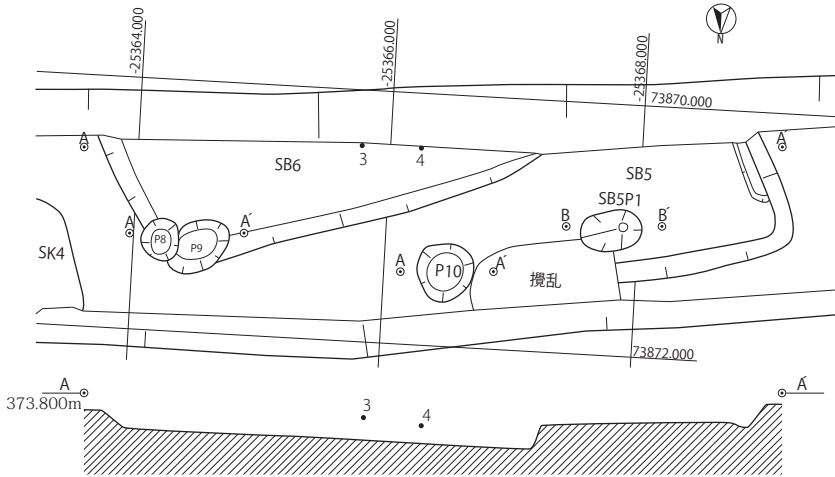 -25364.000
-25366.000
-25368.000
N
73870.000
A
3
4
SB6
SB5
A´
SB5P1
A
P8
P9
A´
B
B´
SK4
A
P10
A´
攪乱
73872.000
A
A´
373.800m
3
4